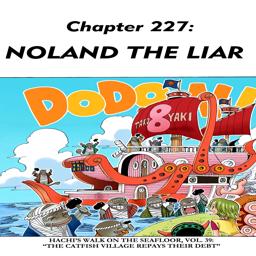 Chapter 227:
NOLAND THE LIAR
DODO
TAKO 8 YAKI
HACHI'S WALK ON THE SEAFLOOR, VOL. 39:
"THE CATFISH VILLAGE REPAYS THEIR DEBT"